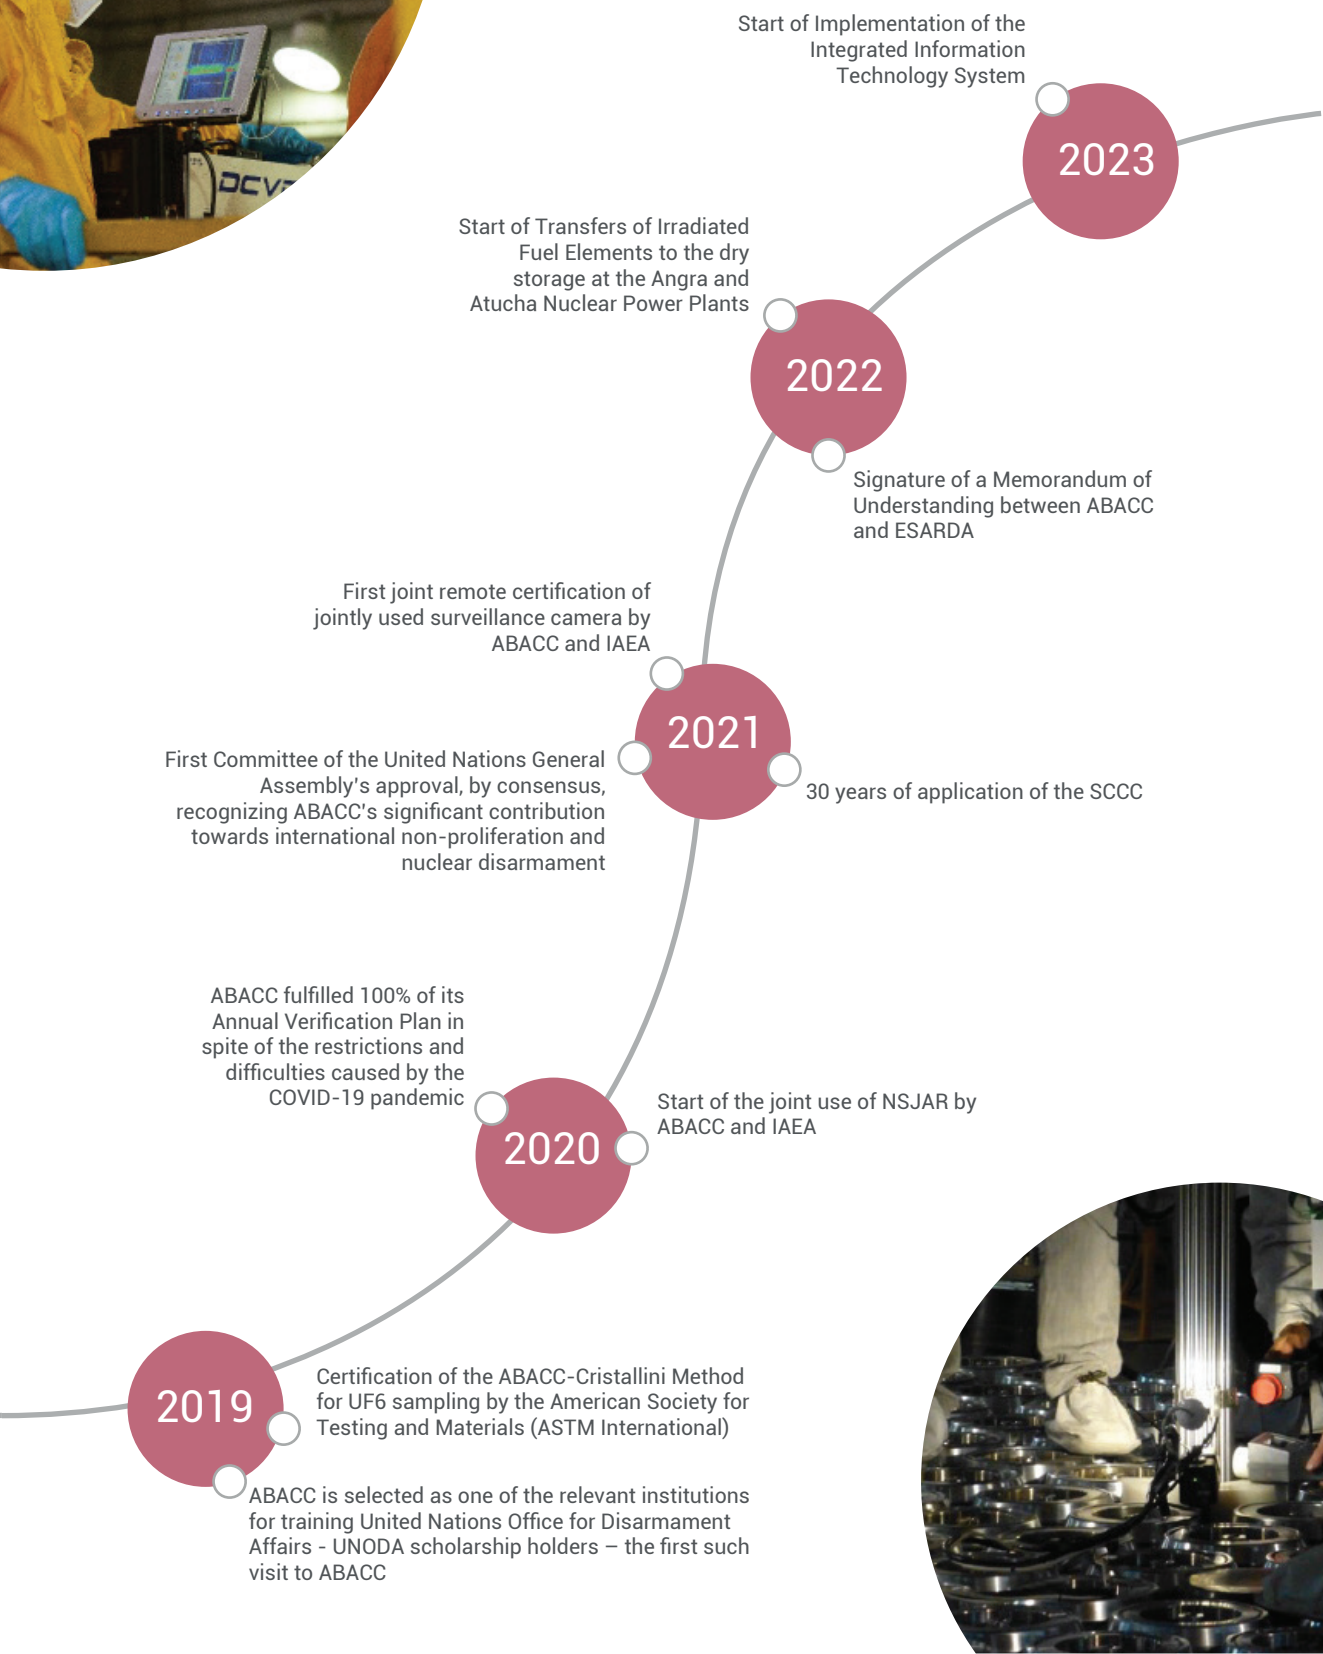 Start of Implementation of the
Integrated Information
Technology System
2023
Start of Transfers of Irradiated
Fuel Elements to the dry
storage at the Angra and
Atucha Nuclear Power Plants
2022
Signature of a Memorandum of
Understanding between ABACC
and ESARDA
First joint remote certification of
jointly used surveillance camera by
ABACC and IAEA
2021
First Committee of the United Nations General
Assembly's approval, by consensus,
recognizing ABACC's significant contribution
towards international non-proliferation and
nuclear disarmament
30 years of application of the SCCC
ABACC fulfilled 100% of its
Annual Verification Plan in
spite of the restrictions and
difficulties caused by the
COVID-19 pandemic
2020
Start of the joint use of NSJAR by
ABACC and IAEA
2019
Certification of the ABACC-Cristallini Method
for UF6 sampling by the American Society for
Testing and Materials (ASTM International)
ABACC is selected as one of the relevant institutions
for training United Nations Office for Disarmament
Affairs - UNODA scholarship holders – the first such
visit to ABACC